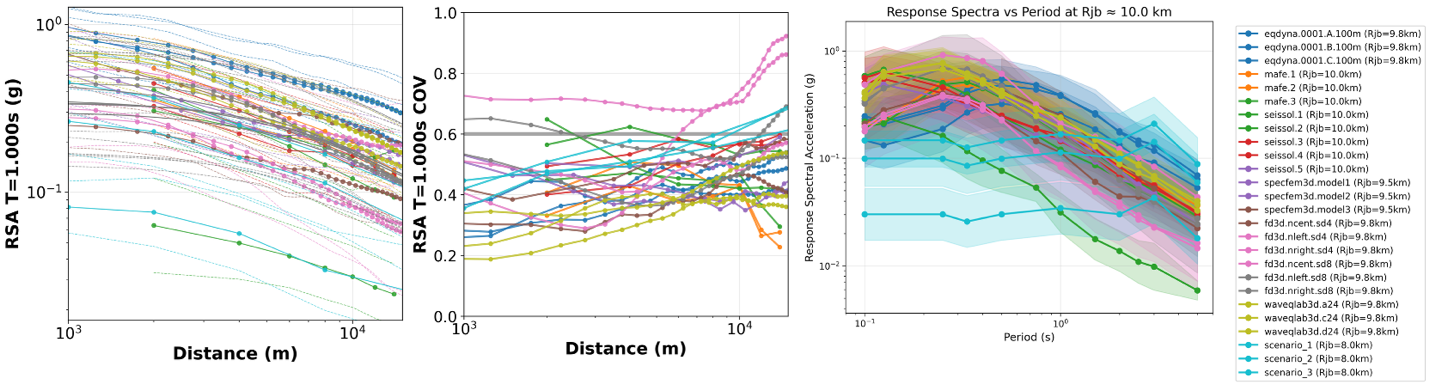 RSA T=1.000s (g)
10⁰
10⁻¹
10³
10⁴
Distance (m)
RSA T=1.000s COV
1.0
0.8
0.6
0.4
0.2
0.0
10³
10⁴
Distance (m)
Response Spectra vs Period at Rjb ≈ 10.0 km
Response Spectral Acceleration (g)
10⁰
10⁻¹
10⁻²
10⁻¹
10⁰
Period (s)
eqdyna.0001.A.100m (Rjb=9.8km)
eqdyna.0001.B.100m (Rjb=9.8km)
eqdyna.0001.C.100m (Rjb=9.8km)
mafe.1 (Rjb=10.0km)
mafe.2 (Rjb=10.0km)
mafe.3 (Rjb=10.0km)
seissol.1 (Rjb=10.0km)
seissol.2 (Rjb=10.0km)
seissol.3 (Rjb=10.0km)
seissol.4 (Rjb=10.0km)
seissol.5 (Rjb=10.0km)
specfem3d.model1 (Rjb=9.5km)
specfem3d.model2 (Rjb=9.5km)
specfem3d.model3 (Rjb=9.5km)
fd3d.ncent.sd4 (Rjb=9.8km)
fd3d.nleft.sd4 (Rjb=9.8km)
fd3d.nright.sd4 (Rjb=9.8km)
fd3d.ncent.sd8 (Rjb=9.8km)
fd3d.nleft.sd8 (Rjb=9.8km)
fd3d.nright.sd8 (Rjb=9.8km)
waveqlab3d.a24 (Rjb=9.8km)
waveqlab3d.c24 (Rjb=9.8km)
waveqlab3d.d24 (Rjb=9.8km)
scenario_1 (Rjb=8.0km)
scenario_2 (Rjb=8.0km)
scenario_3 (Rjb=8.0km)